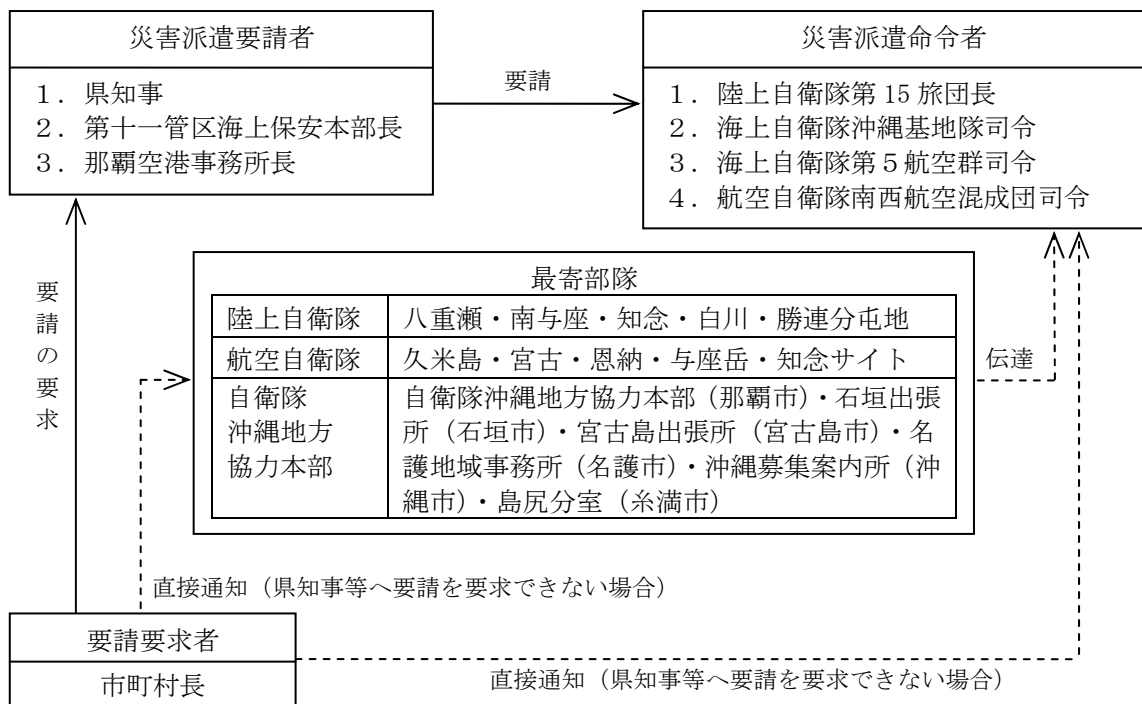 災害派遣要請者
1．県知事
2．第十一管区海上保安本部長
3．那覇空港事務所長
要請
災害派遣命令者
1．陸上自衛隊第15旅団長
2．海上自衛隊沖縄基地隊司令
3．海上自衛隊第5航空群司令
4．航空自衛隊南西航空混成団司令
要請の要求
最寄部隊
陸上自衛隊
八重瀬・南与座・知念・白川・勝連分屯地
航空自衛隊
久米島・宮古・恩納・与座岳・知念サイト
自衛隊
沖縄地方
協力本部
自衛隊沖縄地方協力本部（那覇市）・石垣出張
所（石垣市）・宮古島出張所（宮古島市）・名
護地域事務所（名護市）・沖縄募集案内所（沖
縄市）・島尻分室（糸満市）
伝達
直接通知（県知事等へ要請を要求できない場合）
要請要求者
市町村長
直接通知（県知事等へ要請を要求できない場合）